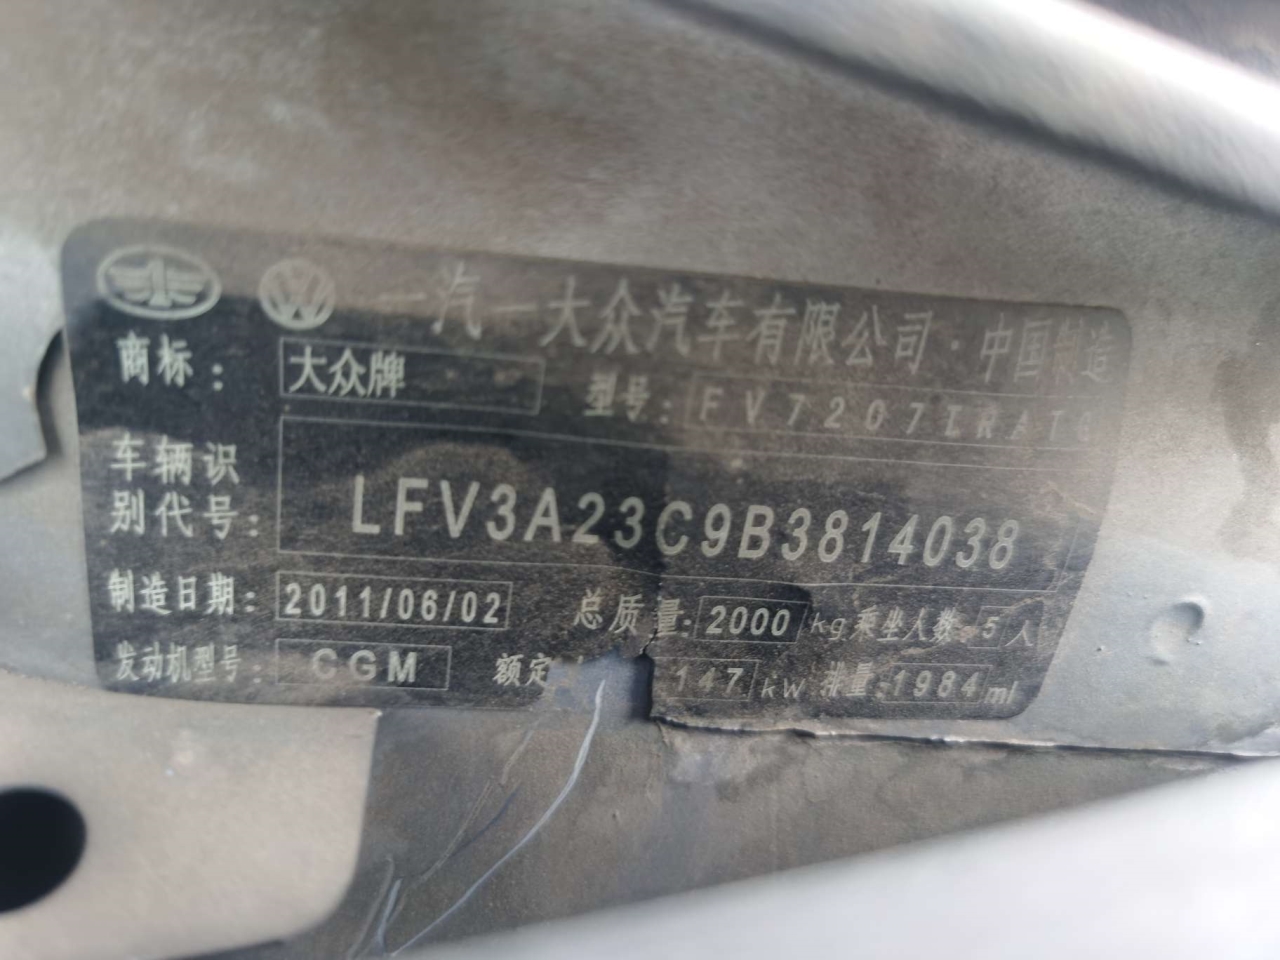 一汽一大众汽车有限公司·中国制造
商标: 大众牌 型号: FV7207
车辆识
别代号: LFV3A23C9B3814038
制造日期: 2011/06/02 总质量: 2000 kg 乘坐人数 5 人
发动机型号: CGM 额定 147 kW 排量:1984 ml